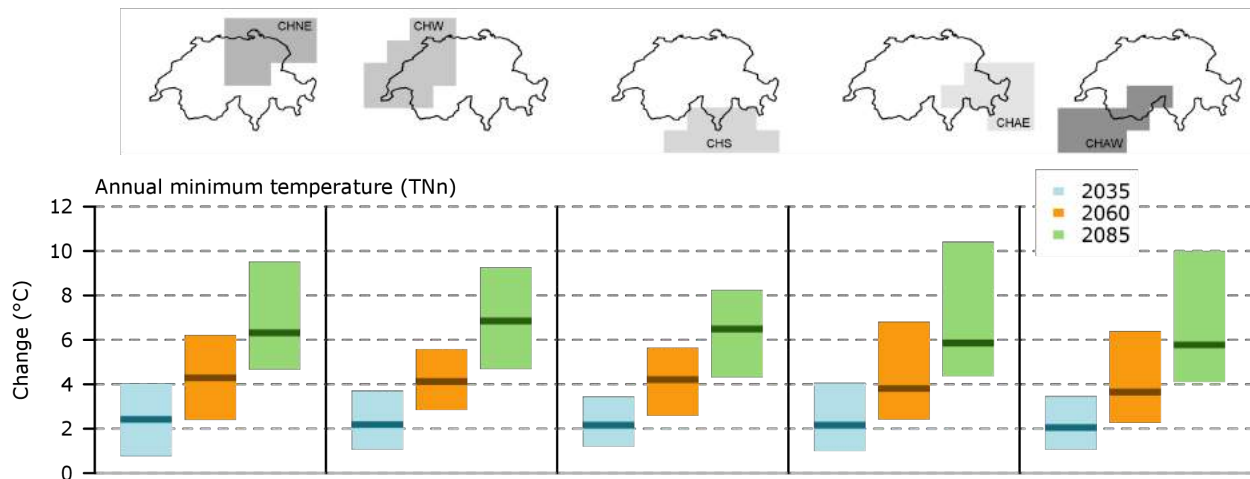 CHNE
CHW
CHS
CHAE
CHAW
Annual minimum temperature (TNn)
2035
2060
2085
Change (°C)
12
10
8
6
4
2
0